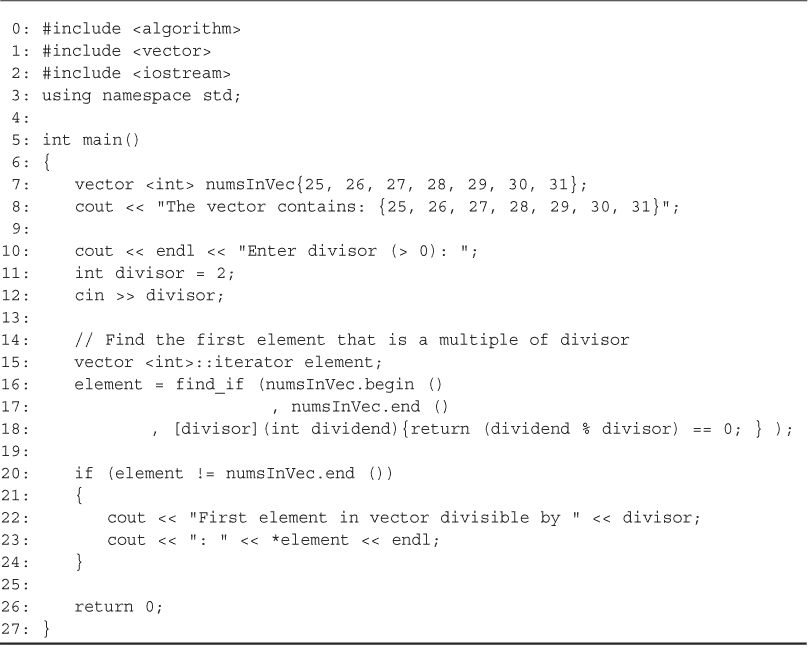 0: #include <algorithm>
1: #include <vector>
2: #include <iostream>
3: using namespace std;
4:
5: int main()
6: {
7:    vector <int> numsInVec{25, 26, 27, 28, 29, 30, 31};
8:    cout << "The vector contains: {25, 26, 27, 28, 29, 30, 31}";
9:
10:    cout << endl << "Enter divisor (> 0): ";
11:    int divisor = 2;
12:    cin >> divisor;
13:
14:    // Find the first element that is a multiple of divisor
15:    vector <int>::iterator element;
16:    element = find_if (numsInVec.begin ()
17:                       , numsInVec.end ()
18:            , [divisor](int dividend){return (dividend % divisor) == 0; } );
19:
20:    if (element != numsInVec.end ())
21:    {
22:       cout << "First element in vector divisible by " << divisor;
23:       cout << ": " << *element << endl;
24:    }
25:
26:    return 0;
27: }